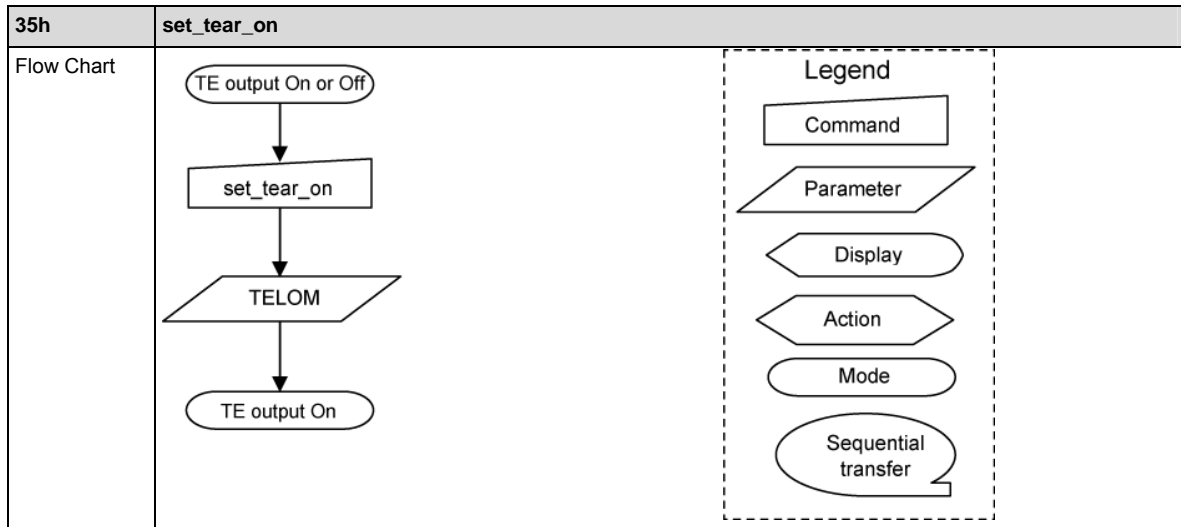 35h set_tear_on
Flow Chart
TE output On or Off
set_tear_on
TELOM
TE output On
Legend
Command
Parameter
Display
Action
Mode
Sequential
transfer